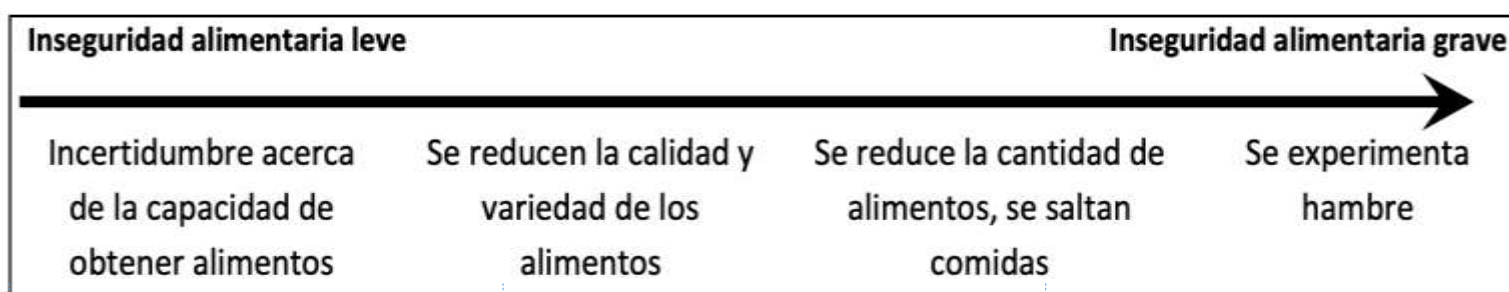 Inseguridad alimentaria leve
Inseguridad alimentaria grave
Incertidumbre acerca
de la capacidad de
obtener alimentos
Se reducen la calidad y
variedad de los
alimentos
Se reduce la cantidad de
alimentos, se saltan
comidas
Se experimenta
hambre